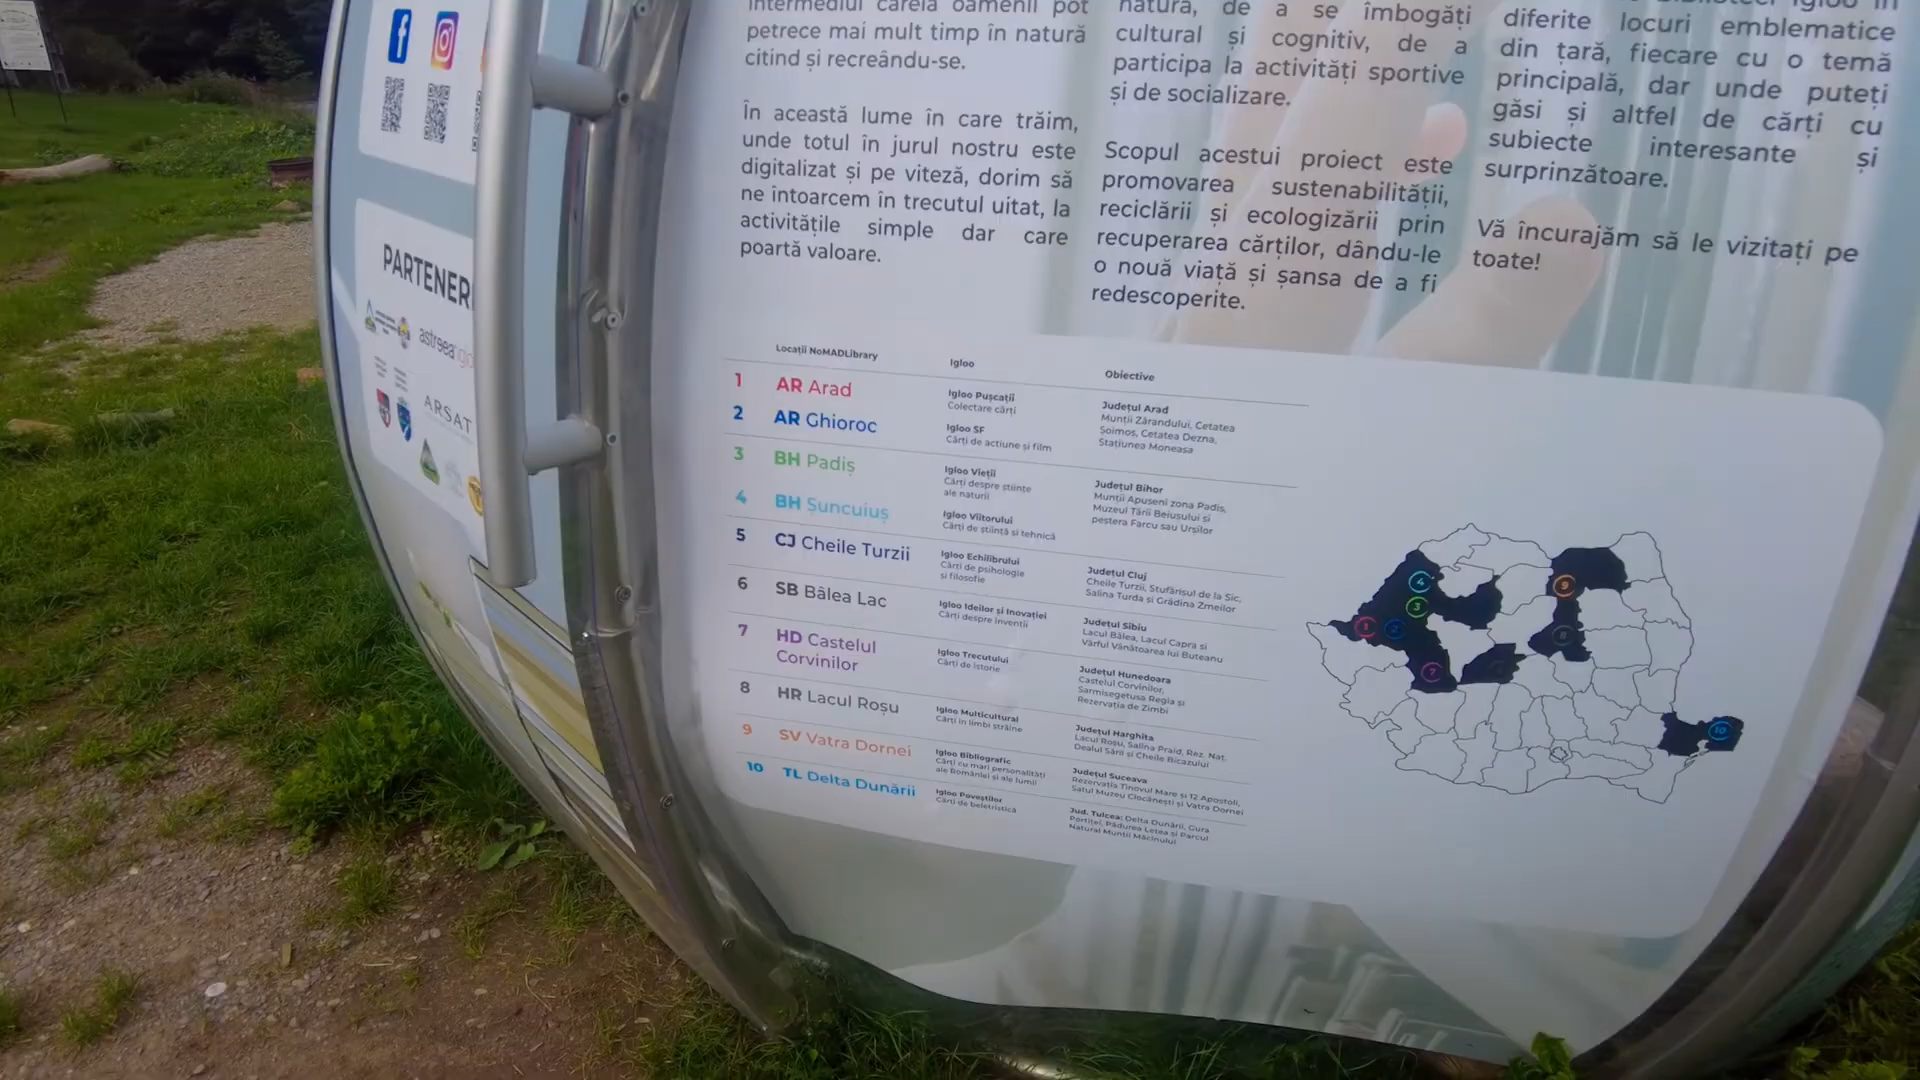 PARTENER
astreea
ARSAT
intermediul căreia oamenii pot
petrece mai mult timp în natură
citind și recreându-se.
În această lume în care trăim,
unde totul în jurul nostru este
digitalizat și pe viteză, dorim să
ne întoarcem în trecutul uitat, la
activitățile simple dar care
poartă valoare.
natură, de a se îmbogăți
cultural și cognitiv, de a
participa la activități sportive
și de socializare.
Scopul acestui proiect este
promovarea sustenabilității,
reciclării și ecologizării prin
recuperarea cărților, dându-le
o nouă viață și șansa de a fi
redescoperite.
diferite locuri emblematice
din țară, fiecare cu o temă
principală, dar unde puteți
găsi și altfel de cărți cu
subiecte interesante și
surprinzătoare.
Vă încurajăm să le vizitați pe
toate!
Locații NoMADLibrary Igloo Obiective
1 AR Arad
Igloo Pușcații
Colectare cărți
2 AR Ghioroc
Igloo SF
Cărți de acțiune și film
Județul Arad
Munții Zărandului, Cetatea
Șoimoș, Cetatea Dezna,
Stațiunea Moneasa
3 BH Padiș
Igloo Vieții
Cărți despre științe
ale naturii
4 BH Șuncuiuș
Igloo Viitorului
Cărți de știință și tehnică
Județul Bihor
Munții Apuseni zona Padiș,
Muzeul Țării Beiușului și
peștera Farcu sau Urșilor
5 CJ Cheile Turzii
Igloo Echilibrului
Cărți de psihologie
și filosofie
Județul Cluj
Cheile Turzii, Stufărișul de la Sic,
Salina Turda și Grădina Zmeilor
6 SB Bâlea Lac
Igloo Ideilor și Inovației
Cărți despre invenții
Județul Sibiu
Lacul Bâlea, Lacul Capra și
Vârful Vânătoarea lui Buteanu
7 HD Castelul
Corvinilor
Igloo Trecutului
Cărți de istorie
Județul Hunedoara
Castelul Corvinilor,
Sarmisegetusa Regia și
Rezervația de Zimbi
8 HR Lacul Roșu
Igloo Multicultural
Cărți în limbi străine
Județul Harghita
Lacul Roșu, Salina Praid, Rez. Nat.
Dealul Sării și Cheile Bicazului
9 SV Vatra Dornei
Igloo Bibliografic
Cărți cu mari personalități
ale României și ale lumii
Județul Suceava
Rezervația Tinovul Mare și 12 Apostoli,
Satul Muzeu Ciocănești și Vatra Dornei
10 TL Delta Dunării
Igloo Poveștilor
Cărți de beletristică
Jud. Tulcea: Delta Dunării, Gura
Portiței, Pădurea Letea și Parcul
Natural Munții Măcinului
4
9
3
1
2
8
7
10